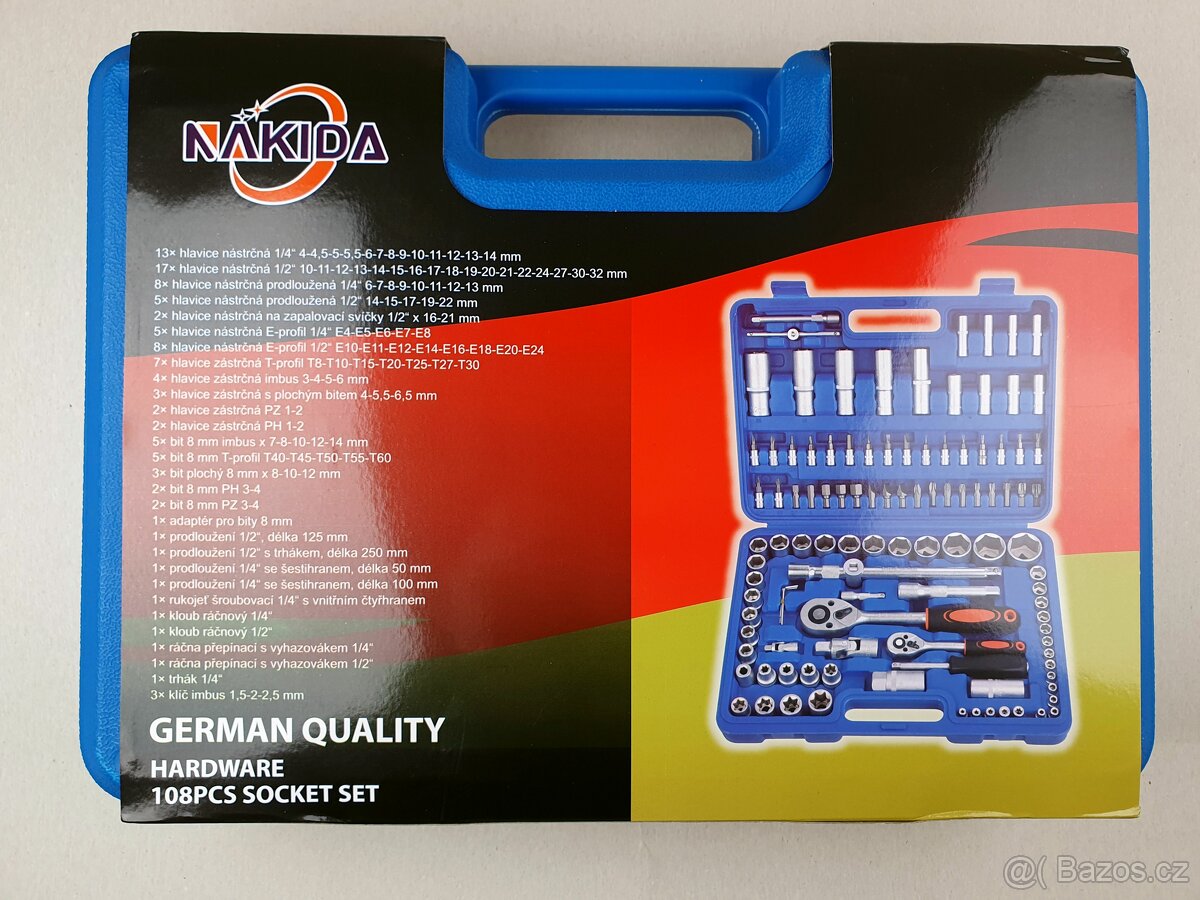 NAKIDA
13× hlavice nástrčná 1/4“ 4-4,5-5-5,5-6-7-8-9-10-11-12-13-14 mm
17× hlavice nástrčná 1/2“ 10-11-12-13-14-15-16-17-18-19-20-21-22-24-27-30-32 mm
8× hlavice nástrčná prodloužená 1/4“ 6-7-8-9-10-11-12-13 mm
5× hlavice nástrčná prodloužená 1/2“ 14-15-17-19-22 mm
2× hlavice nástrčná na zapalovací svíčky 1/2“ x 16-21 mm
5× hlavice nástrčná E-profil 1/4“ E4-E5-E6-E7-E8
8× hlavice nástrčná E-profil 1/2“ E10-E11-E12-E14-E16-E18-E20-E24
7× hlavice zástrčná T-profil T8-T10-T15-T20-T25-T27-T30
4× hlavice zástrčná imbus 3-4-5-6 mm
3× hlavice zástrčná s plochým bitem 4-5,5-6,5 mm
2× hlavice zástrčná PZ 1-2
2× hlavice zástrčná PH 1-2
5× bit 8 mm imbus x 7-8-10-12-14 mm
5× bit 8 mm T-profil T40-T45-T50-T55-T60
3× bit plochý 8 mm x 8-10-12 mm
2× bit 8 mm PH 3-4
2× bit 8 mm PZ 3-4
1× adaptér pro bity 8 mm
1× prodloužení 1/2“, délka 125 mm
1× prodloužení 1/2“ s trhákem, délka 250 mm
1× prodloužení 1/4“ se šestihranem, délka 50 mm
1× prodloužení 1/4“ se šestihranem, délka 100 mm
1× rukojeť šroubovací 1/4“ s vnitřním čtyřhranem
1× kloub ráčnový 1/4“
1× kloub ráčnový 1/2“
1× ráčna přepínací s vyhazovákem 1/4“
1× ráčna přepínací s vyhazovákem 1/2“
1× trhák 1/4“
3× klíč imbus 1,5-2-2,5 mm
GERMAN QUALITY
HARDWARE
108PCS SOCKET SET
@( Bazos.cz